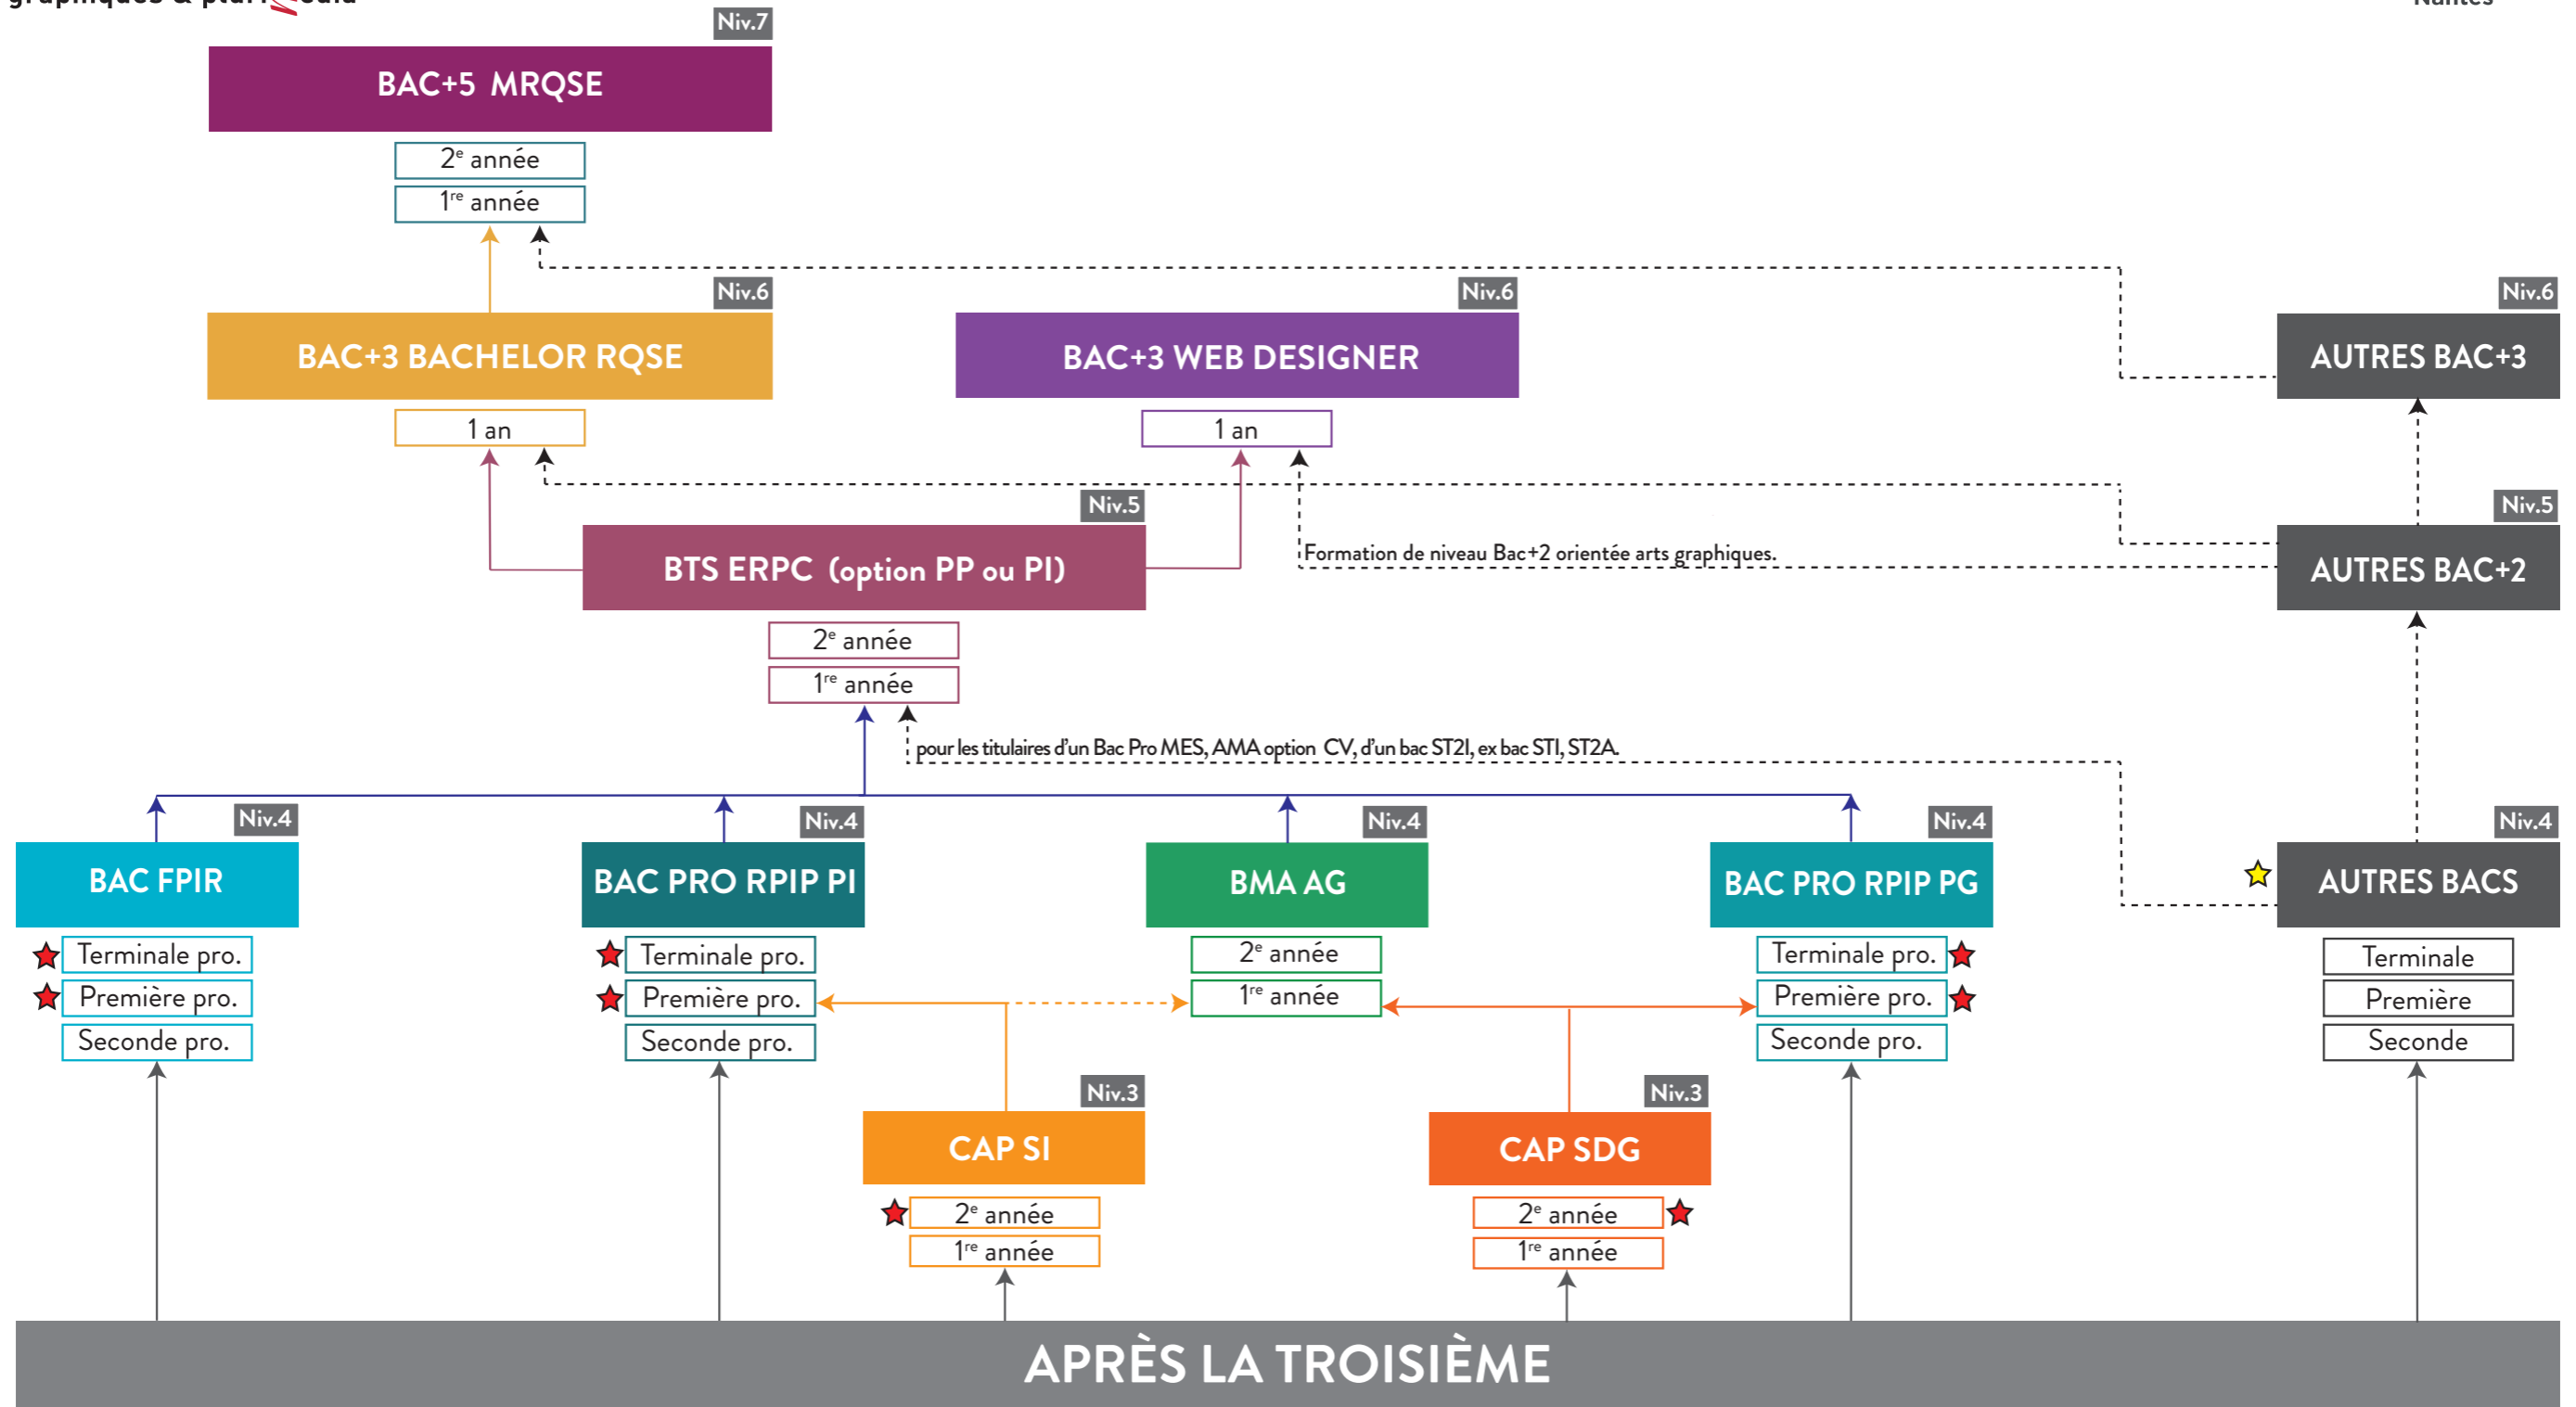 graphiques &
Nantes
Niv.7
BAC+5 MRQSE
2e année
1re année
Niv.6
Niv.6
Niv.6
BAC+3 BACHELOR RQSE
BAC+3 WEB DESIGNER
AUTRES BAC+3
1 an
1 an
Niv.5
Niv.5
BTS ERPC (option PP ou PI)
Formation de niveau Bac+2 orientée arts graphiques.
AUTRES BAC+2
2e année
1re année
pour les titulaires d'un Bac Pro MES, AMA option CV, d'un bac ST2I, ex bac STI, ST2A.
Niv.4
Niv.4
Niv.4
Niv.4
Niv.4
BAC FPIR
BAC PRO RPIP PI
BMA AG
BAC PRO RPIP PG
AUTRES BACS
Terminale pro.
Terminale pro.
2e année
Terminale pro.
Terminale
Première pro.
Première pro.
1re année
Première pro.
Première
Seconde pro.
Seconde pro.
Seconde pro.
Seconde
Niv.3
Niv.3
CAP SI
CAP SDG
2e année
2e année
1re année
1re année
APRÈS LA TROISIÈME